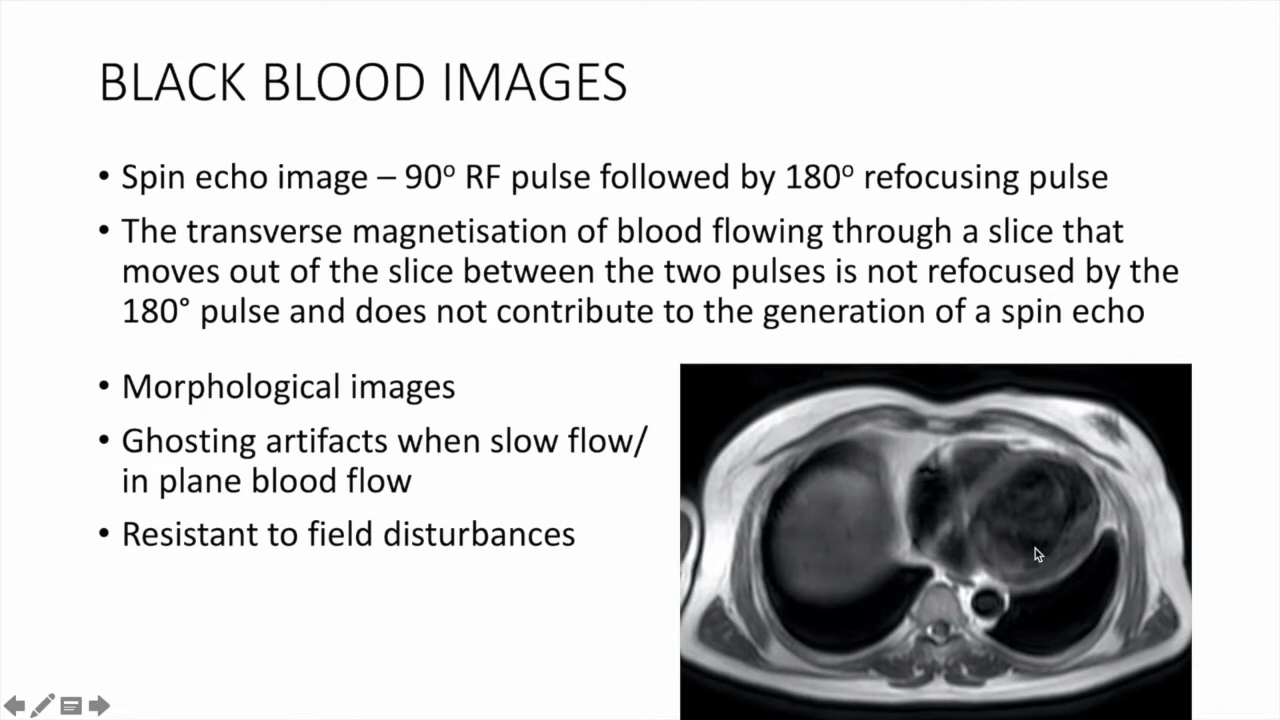 BLACK BLOOD IMAGES
• Spin echo image – 90º RF pulse followed by 180º refocusing pulse
• The transverse magnetisation of blood flowing through a slice that
moves out of the slice between the two pulses is not refocused by the
180° pulse and does not contribute to the generation of a spin echo
• Morphological images
• Ghosting artifacts when slow flow/
in plane blood flow
• Resistant to field disturbances